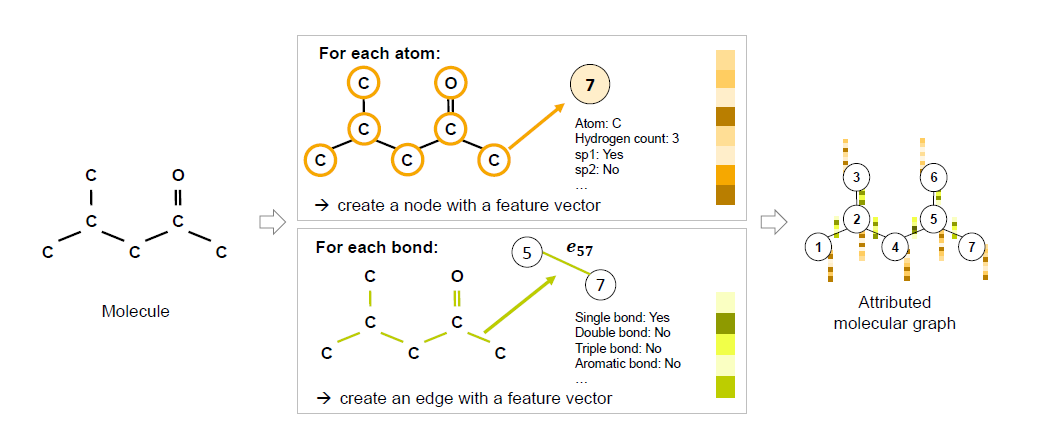 C
O
C
C
C
C
C
Molecule
For each atom:
C
O
C
C
C
C
C
7
Atom: C
Hydrogen count: 3
sp1: Yes
sp2: No
…
→ create a node with a feature vector
For each bond:
C
O
C
C
C
C
C
5
e57
7
Single bond: Yes
Double bond: No
Triple bond: No
Aromatic bond: No
…
→ create an edge with a feature vector
3
6
2
5
1
4
7
Attributed
molecular graph